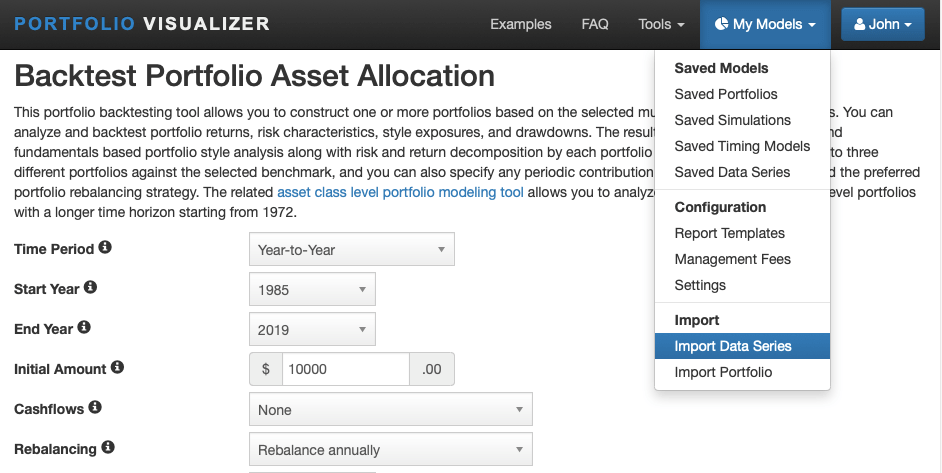 PORTFOLIO VISUALIZER
Examples FAQ Tools My Models John
Backtest Portfolio Asset Allocation
This portfolio backtesting tool allows you to construct one or more portfolios based on the selected mu s. You can
analyze and backtest portfolio returns, risk characteristics, style exposures, and drawdowns. The result nd
fundamentals based portfolio style analysis along with risk and return decomposition by each portfolio to three
different portfolios against the selected benchmark, and you can also specify any periodic contribution d the preferred
portfolio rebalancing strategy. The related asset class level portfolio modeling tool allows you to analyz evel portfolios
with a longer time horizon starting from 1972.
Saved Models
Saved Portfolios
Saved Simulations
Saved Timing Models
Saved Data Series
Configuration
Report Templates
Management Fees
Settings
Import
Import Data Series
Import Portfolio
Time Period Year-to-Year
Start Year 1985
End Year 2019
Initial Amount $ 10000 .00
Cashflows None
Rebalancing Rebalance annually